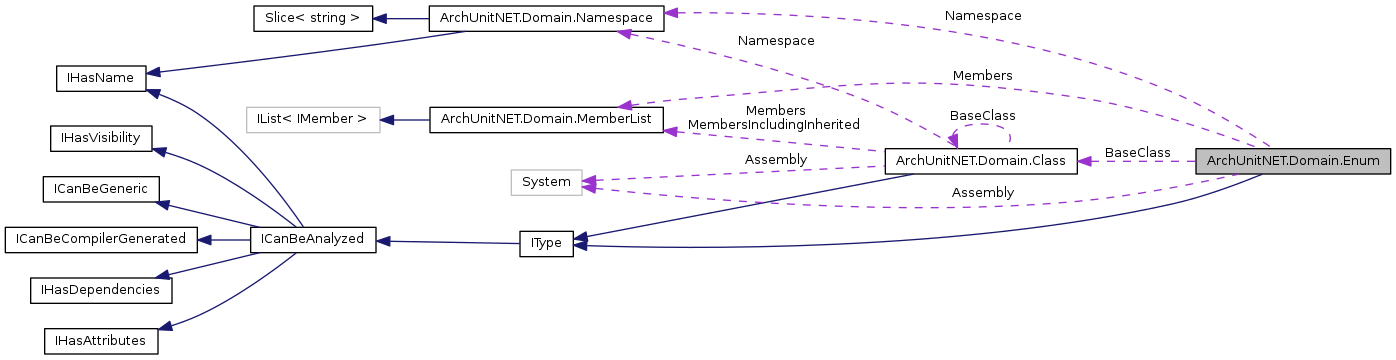 Slice< string >
ArchUnitNET.Domain.Namespace
Namespace
Namespace
IHasName
Members
IList< IMember >
ArchUnitNET.Domain.MemberList
Members
MembersIncludingInherited
BaseClass
IHasVisibility
Assembly
ArchUnitNET.Domain.Class
BaseClass
ArchUnitNET.Domain.Enum
System
Assembly
ICanBeGeneric
ICanBeCompilerGenerated
ICanBeAnalyzed
IType
IHasDependencies
IHasAttributes